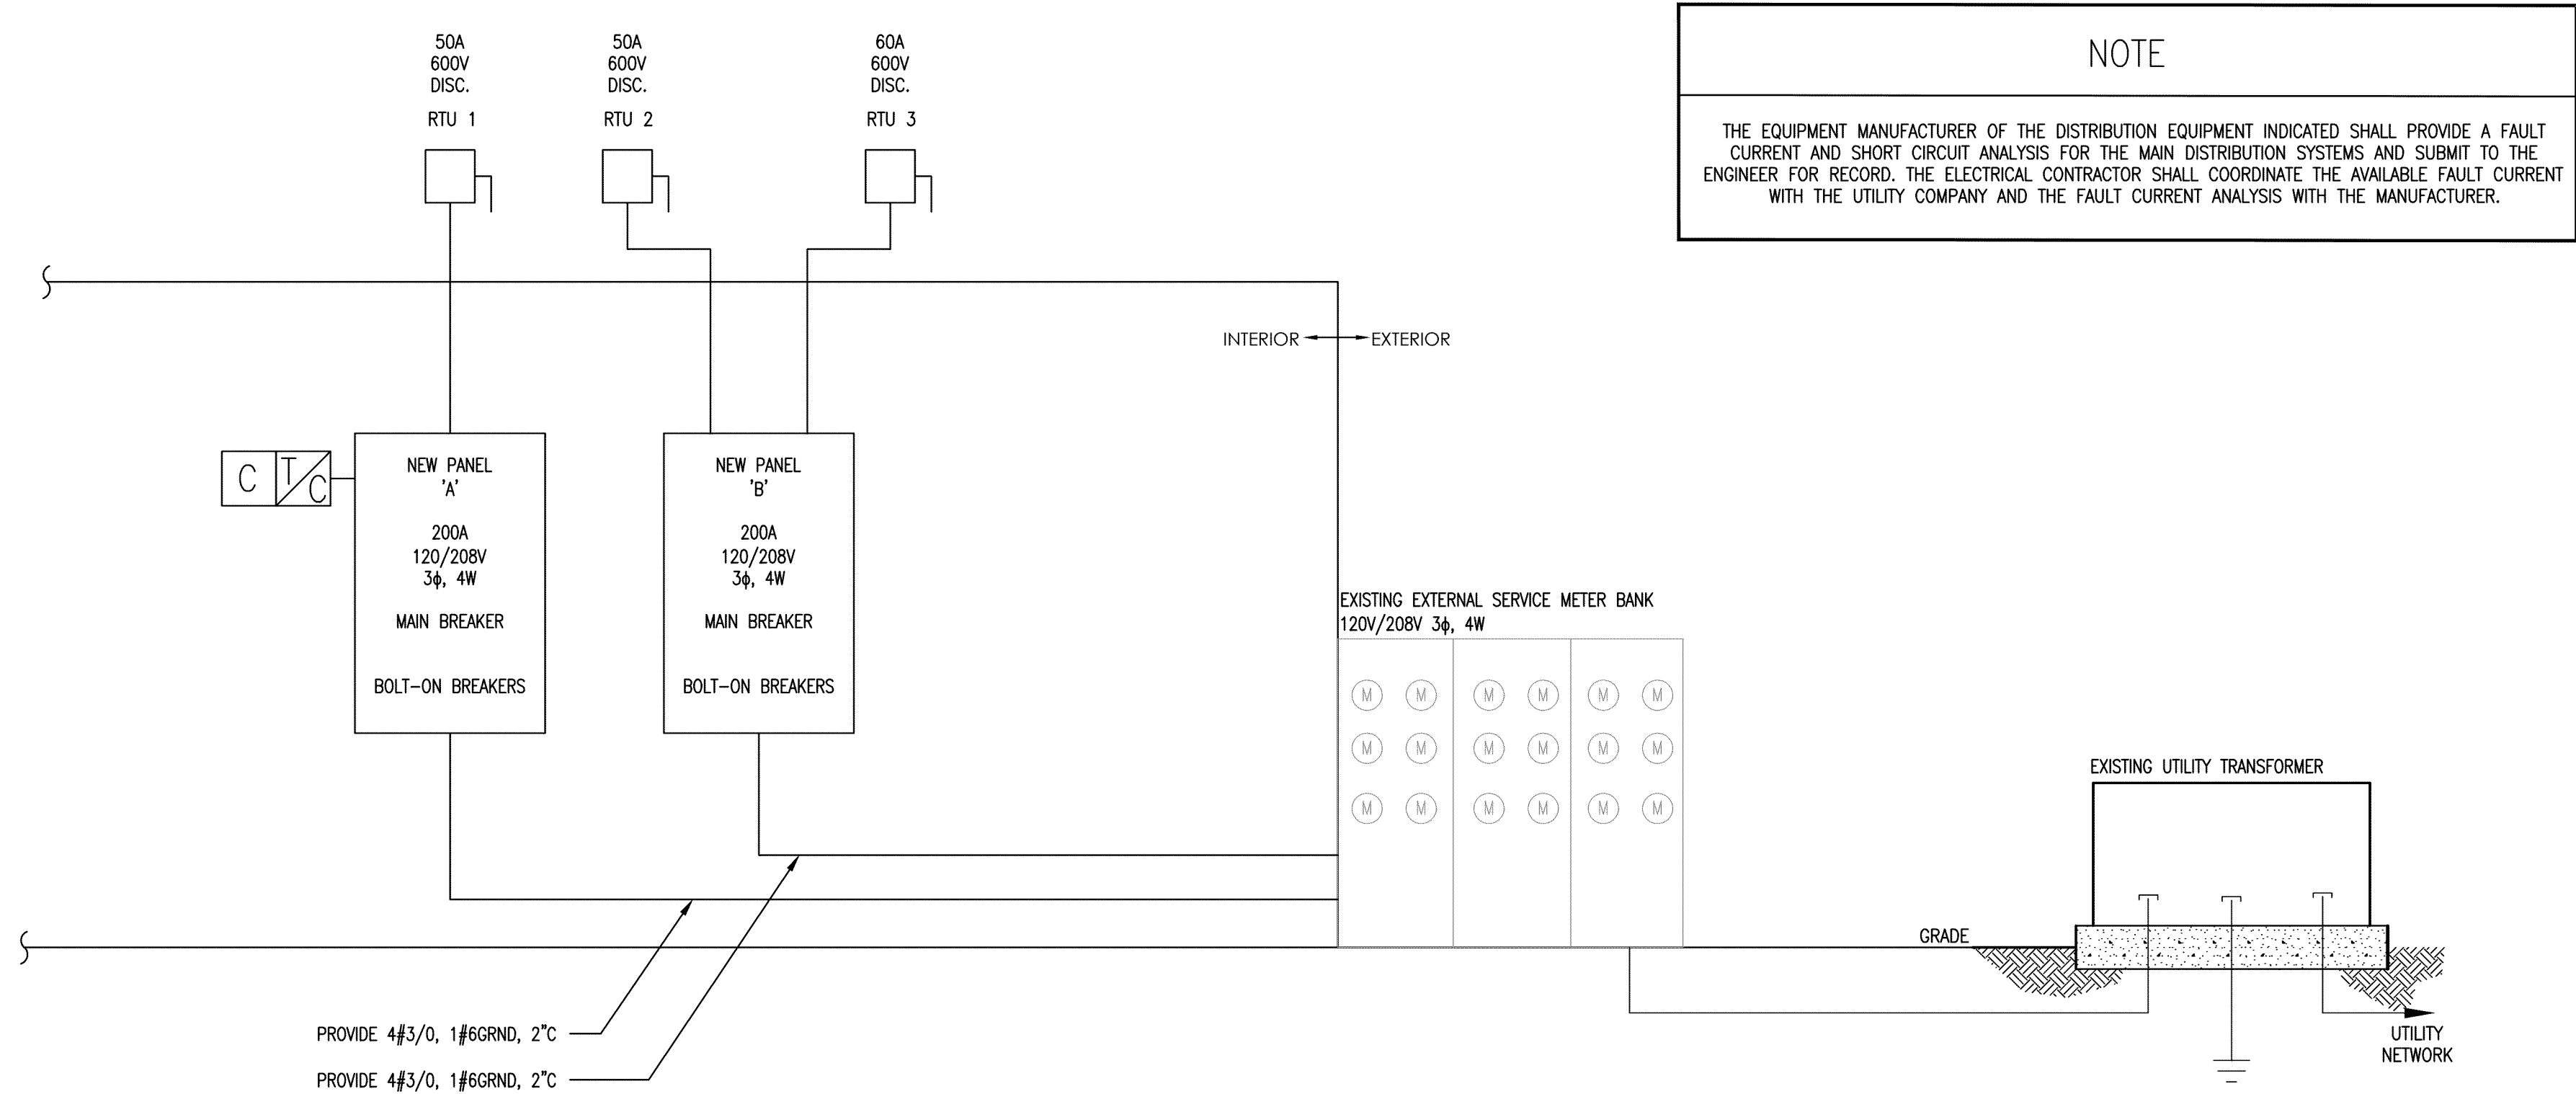 50A
600V
DISC.
RTU 1
50A
600V
DISC.
RTU 2
60A
600V
DISC.
RTU 3
NOTE
THE EQUIPMENT MANUFACTURER OF THE DISTRIBUTION EQUIPMENT INDICATED SHALL PROVIDE A FAULT
CURRENT AND SHORT CIRCUIT ANALYSIS FOR THE MAIN DISTRIBUTION SYSTEMS AND SUBMIT TO THE
ENGINEER FOR RECORD. THE ELECTRICAL CONTRACTOR SHALL COORDINATE THE AVAILABLE FAULT CURRENT
WITH THE UTILITY COMPANY AND THE FAULT CURRENT ANALYSIS WITH THE MANUFACTURER.
INTERIOR
EXTERIOR
C
T/C
NEW PANEL
'A'
200A
120/208V
3ϕ, 4W
MAIN BREAKER
BOLT-ON BREAKERS
NEW PANEL
'B'
200A
120/208V
3ϕ, 4W
MAIN BREAKER
BOLT-ON BREAKERS
EXISTING EXTERNAL SERVICE METER BANK
120V/208V 3ϕ, 4W
M M M M M M
M M M M M M
M M M M M M
EXISTING UTILITY TRANSFORMER
GRADE
UTILITY
NETWORK
PROVIDE 4#3/0, 1#6GRND, 2"C
PROVIDE 4#3/0, 1#6GRND, 2"C